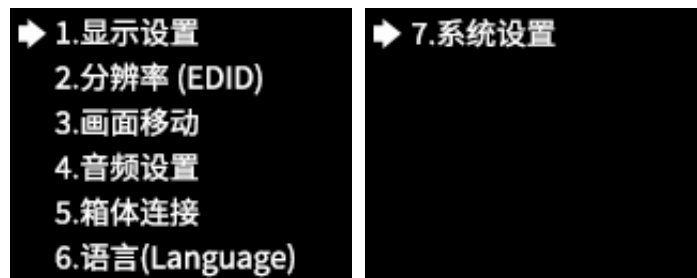 1.显示设置
2.分辨率 (EDID)
3.画面移动
4.音频设置
5.箱体连接
6.语言(Language)
7.系统设置